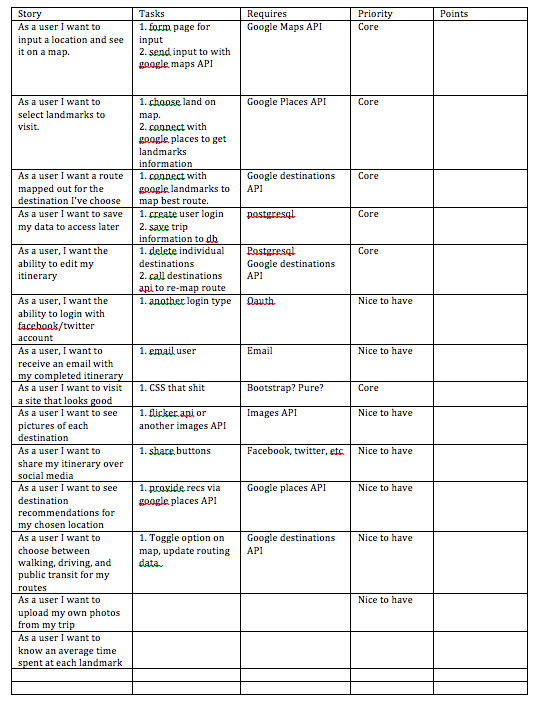 Story Tasks Requires Priority Points
As a user I want to
input a location and see
it on a map.
1. form page for
input
2. send input to with
google maps API
Google Maps API
Core
As a user I want to
select landmarks to
visit.
1. choose land on
map.
2. connect with
google places to get
landmarks
information
Google Places API
Core
As a user I want a route
mapped out for the
destination I've choose
1. connect with
google landmarks to
map best route.
Google destinations
API
Core
As a user I want to save
my data to access later
1. create user login
2. save trip
information to db
postgresql
Core
As a user, I want the
ability to edit my
itinerary
1. delete individual
destinations
2. call destinations
api to re-map route
Postgresql
Google destinations
API
Core
As a user, I want the
ability to login with
facebook/twitter
account
1. another login type
Oauth
Nice to have
As a user, I want to
receive an email with
my completed itinerary
1. email user
Email
Nice to have
As a user I want to visit
a site that looks good
1. CSS that shit
Bootstrap? Pure?
Core
As a user I want to see
pictures of each
destination
1. flicker api or
another images API
Images API
Nice to have
As a user I want to
share my itinerary over
social media
1. share buttons
Facebook, twitter, etc
Nice to have
As a user I want to see
destination
recommendations for
my chosen location
1. provide recs via
google places API
Google places API
Nice to have
As a user I want to
choose between
walking, driving, and
public transit for my
routes
1. Toggle option on
map, update routing
data.
Google destinations
API
Nice to have
As a user I want to
upload my own photos
from my trip
Nice to have
As a user I want to
know an average time
spent at each landmark